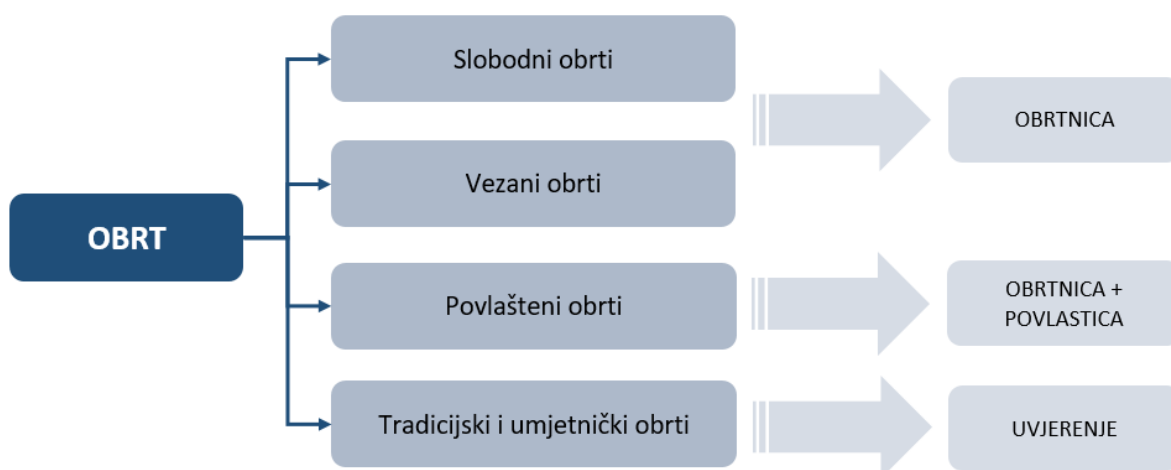 OBRT
Slobodni obrti
Vezani obrti
OBRTNICA
Povlašteni obrti
OBRTNICA +
POVLASTICA
Tradicijski i umjetnički obrti
UVJERENJE